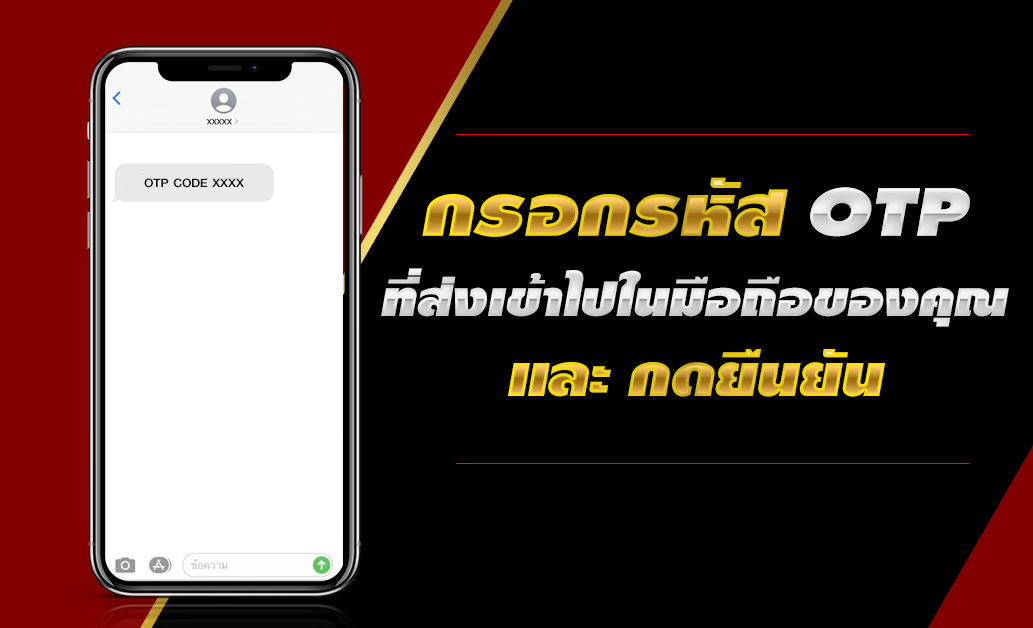 xxxxx
OTP CODE XXXX
ข้อความ
กรอกรหัส OTP
ที่ส่งเข้าไปในมือถือของคุณ
และ กดยืนยัน